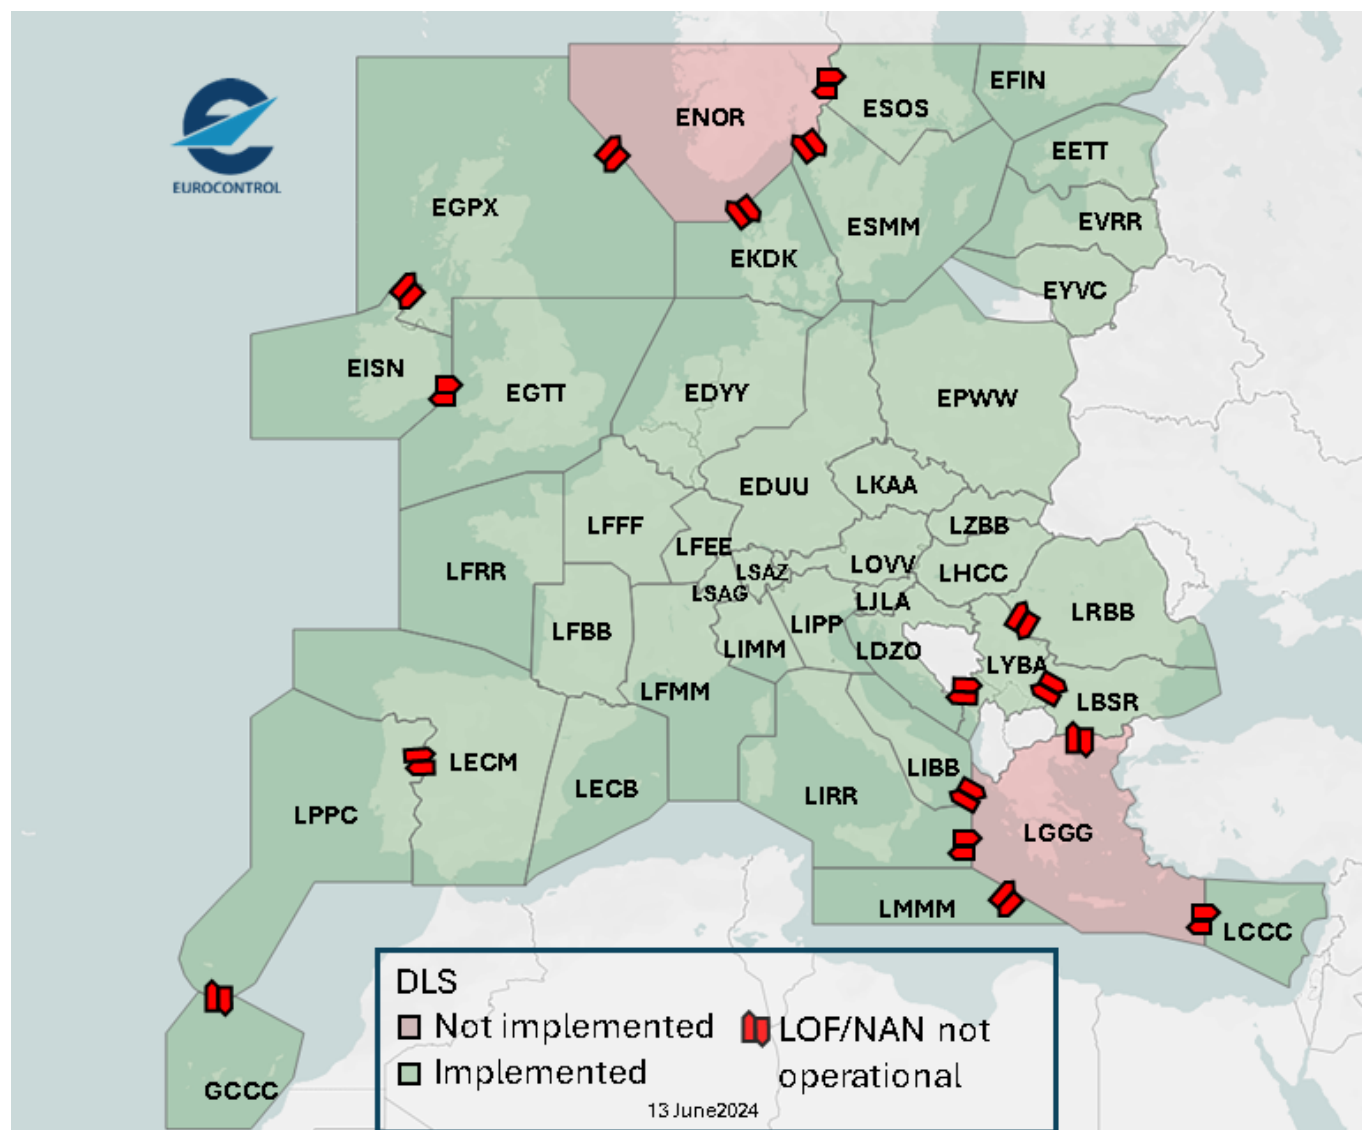 EUROCONTROL
ENOR
ESOS
EFIN
EETT
EGPX
EVRR
ESMM
EKDK
EYVC
EISN
EGTT
EDYY
EPWW
EDUU
LKAA
LFFF
LZBB
LFEE
LSAZ
LOVV
LHCC
LFRR
LSAG
LJLA
LRBB
LFBB
LIPP
LIMM
LDZO
LYBA
LFMM
LBSR
LECM
LIBB
LECB
LIRR
LPPC
LGGG
LMMM
LCCC
GCCC
DLS
Not implemented
LOF/NAN not
operational
Implemented
13 June2024